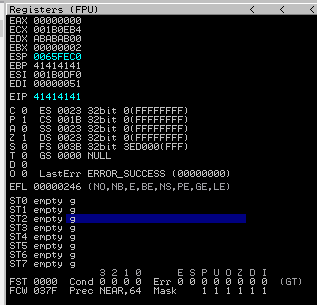 Registers (FPU) < < <
EAX 00000000
ECX 001B0EB4
EDX ABABAB00
EBX 00000002
ESP 0065FEC0
EBP 41414141
ESI 001B0DF0
EDI 00000051
EIP 41414141
C 0 ES 0023 32bit 0(FFFFFFFF)
P 1 CS 001B 32bit 0(FFFFFFFF)
A 0 SS 0023 32bit 0(FFFFFFFF)
Z 1 DS 0023 32bit 0(FFFFFFFF)
S 0 FS 003B 32bit 3ED000(FFF)
T 0 GS 0000 NULL
D 0
O 0 LastErr ERROR_SUCCESS (00000000)
EFL 00000246 (NO,NB,E,BE,NS,PE,GE,LE)
ST0 empty g
ST1 empty g
ST2 empty g
ST3 empty g
ST4 empty g
ST5 empty g
ST6 empty g
ST7 empty g
3 2 1 0 E S P U O Z D I
FST 0000 Cond 0 0 0 0 Err 0 0 0 0 0 0 0 0 (GT)
FCW 037F Prec NEAR,64 Mask 1 1 1 1 1 1